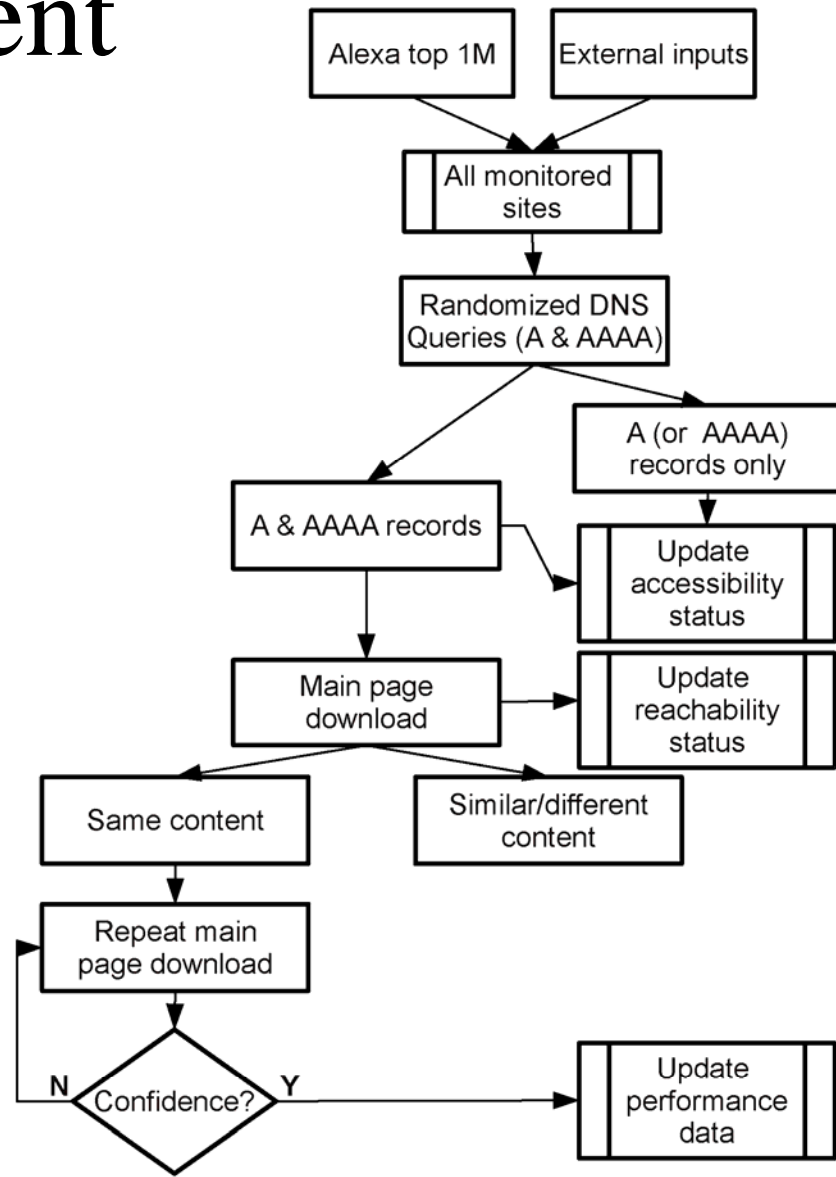 ent
Alexa top 1M
External inputs
All monitored
sites
Randomized DNS
Queries (A & AAAA)
A (or AAAA)
records only
A & AAAA records
Update
accessibility
status
Main page
download
Update
reachability
status
Same content
Similar/different
content
Repeat main
page download
N
Confidence?
Y
Update
performance
data